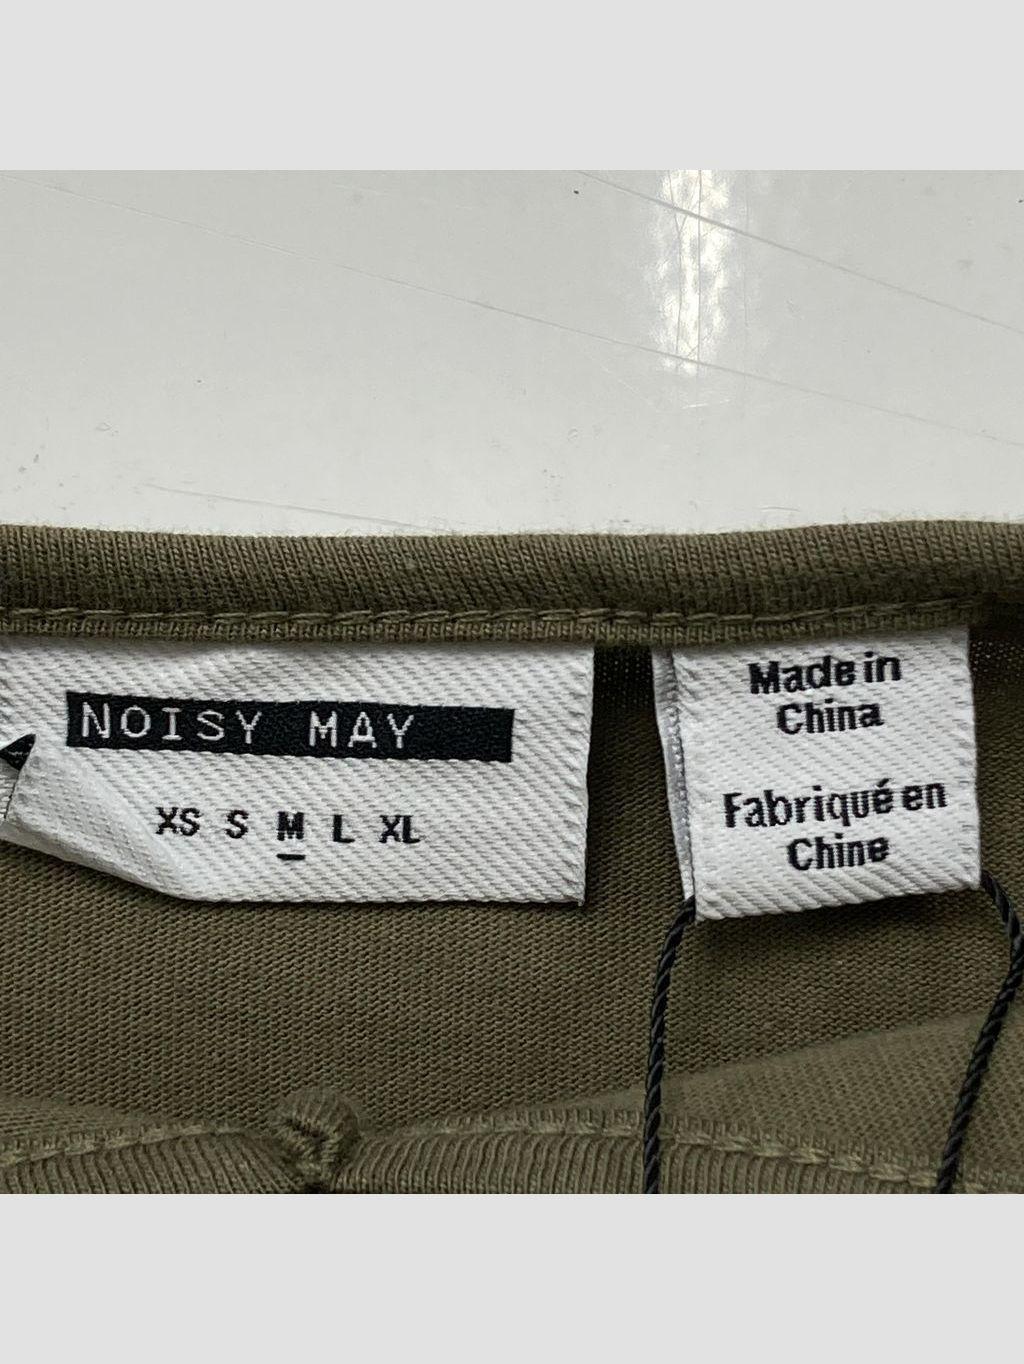 NOISY MAY
XS S M L XL
Made in
China
Fabriqué en
Chine